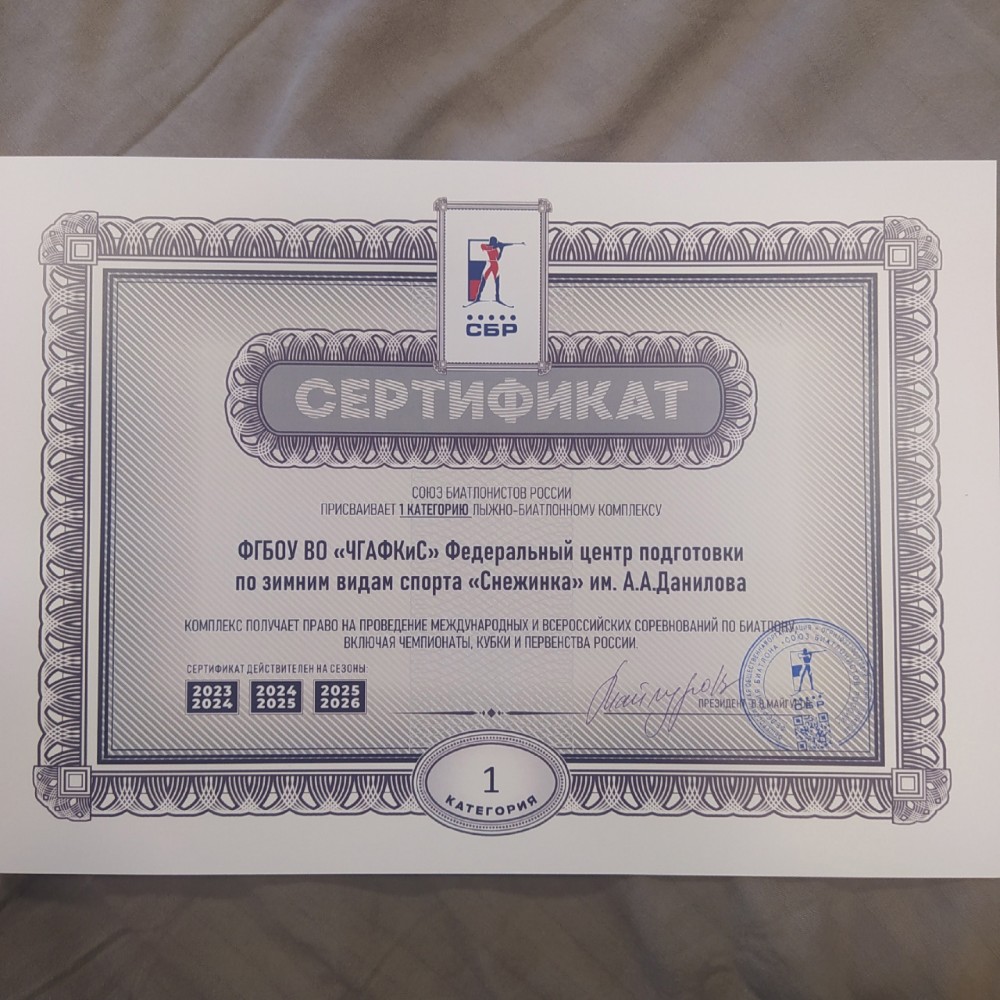 СБР
СЕРТИФИКАТ
СОЮЗ БИАТЛОНИСТОВ РОССИИ
ПРИСВАИВАЕТ 1 КАТЕГОРИЮ ЛЫЖНО-БИАТЛОННОМУ КОМПЛЕКСУ
ФГБОУ ВО «ЧГАФКиС» Федеральный центр подготовки
по зимним видам спорта «Снежинка» им. А.А.Данилова
КОМПЛЕКС ПОЛУЧАЕТ ПРАВО НА ПРОВЕДЕНИЕ МЕЖДУНАРОДНЫХ И ВСЕРОССИЙСКИХ СОРЕВНОВАНИЙ ПО БИАТЛОНУ,
ВКЛЮЧАЯ ЧЕМПИОНАТЫ, КУБКИ И ПЕРВЕНСТВА РОССИИ.
СЕРТИФИКАТ ДЕЙСТВИТЕЛЕН НА СЕЗОНЫ:
2023 2024 2025
2024 2025 2026
ПРЕЗИДЕНТ В.В.
СОЮЗ
СБР
1
КАТЕГОРИЯ